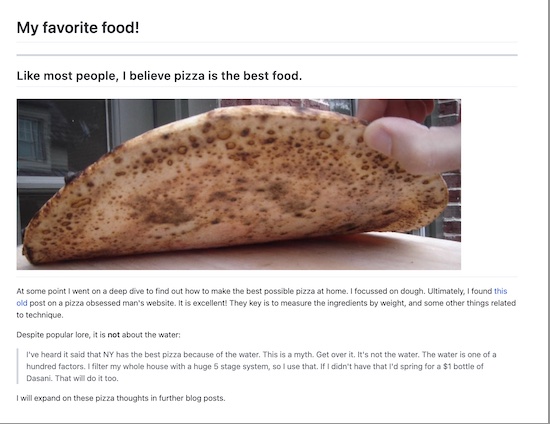 My favorite food!
Like most people, I believe pizza is the best food.
At some point I went on a deep dive to find out how to make the best possible pizza at home. I focussed on dough. Ultimately, I found this
old post on a pizza obsessed man's website. It is excellent! They key is to measure the ingredients by weight, and some other things related
to technique.
Despite popular lore, it is not about the water:
I've heard it said that NY has the best pizza because of the water. This is a myth. Get over it. It's not the water. The water is one of a
hundred factors. I filter my whole house with a huge 5 stage system, so I use that. If I didn't have that I'd spring for a $1 bottle of
Dasani. That will do it too.
I will expand on these pizza thoughts in further blog posts.